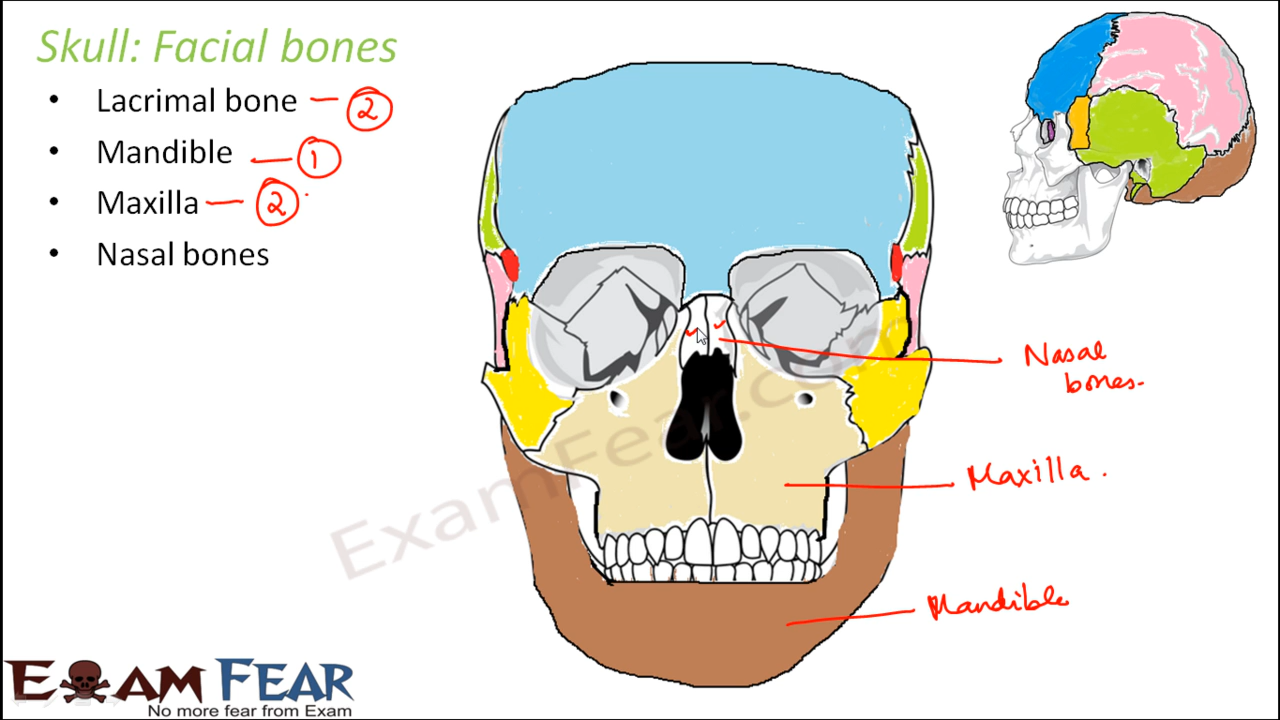 Skull: Facial bones
• Lacrimal bone — 2
• Mandible — 1
• Maxilla — 2
• Nasal bones
Nasal
bones.
Maxilla.
Mandible
ExamFear.com
EXAM FEAR
No more fear from Exam